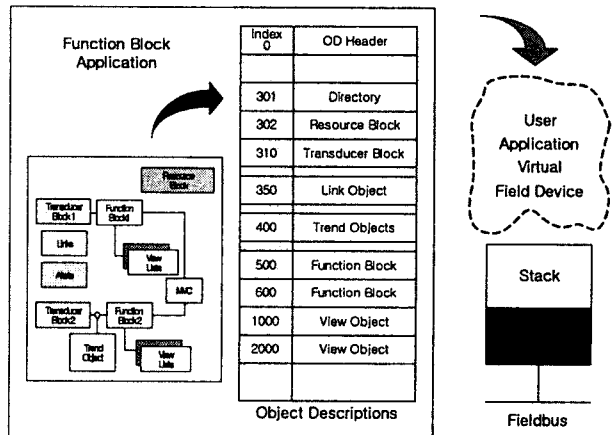 Function Block
Application
Resource
Block
Transducer
Block1
Function
Block1
Links
View
Lists
Alerts
MVC
Transducer
Block2
Function
Block2
Trend
Object
View
Lists
Index
0
OD Header
301 Directory
302 Resource Block
310 Transducer Block
350 Link Object
400 Trend Objects
500 Function Block
600 Function Block
1000 View Object
2000 View Object
Object Descriptions
User
Application
Virtual
Field Device
Stack
Fieldbus